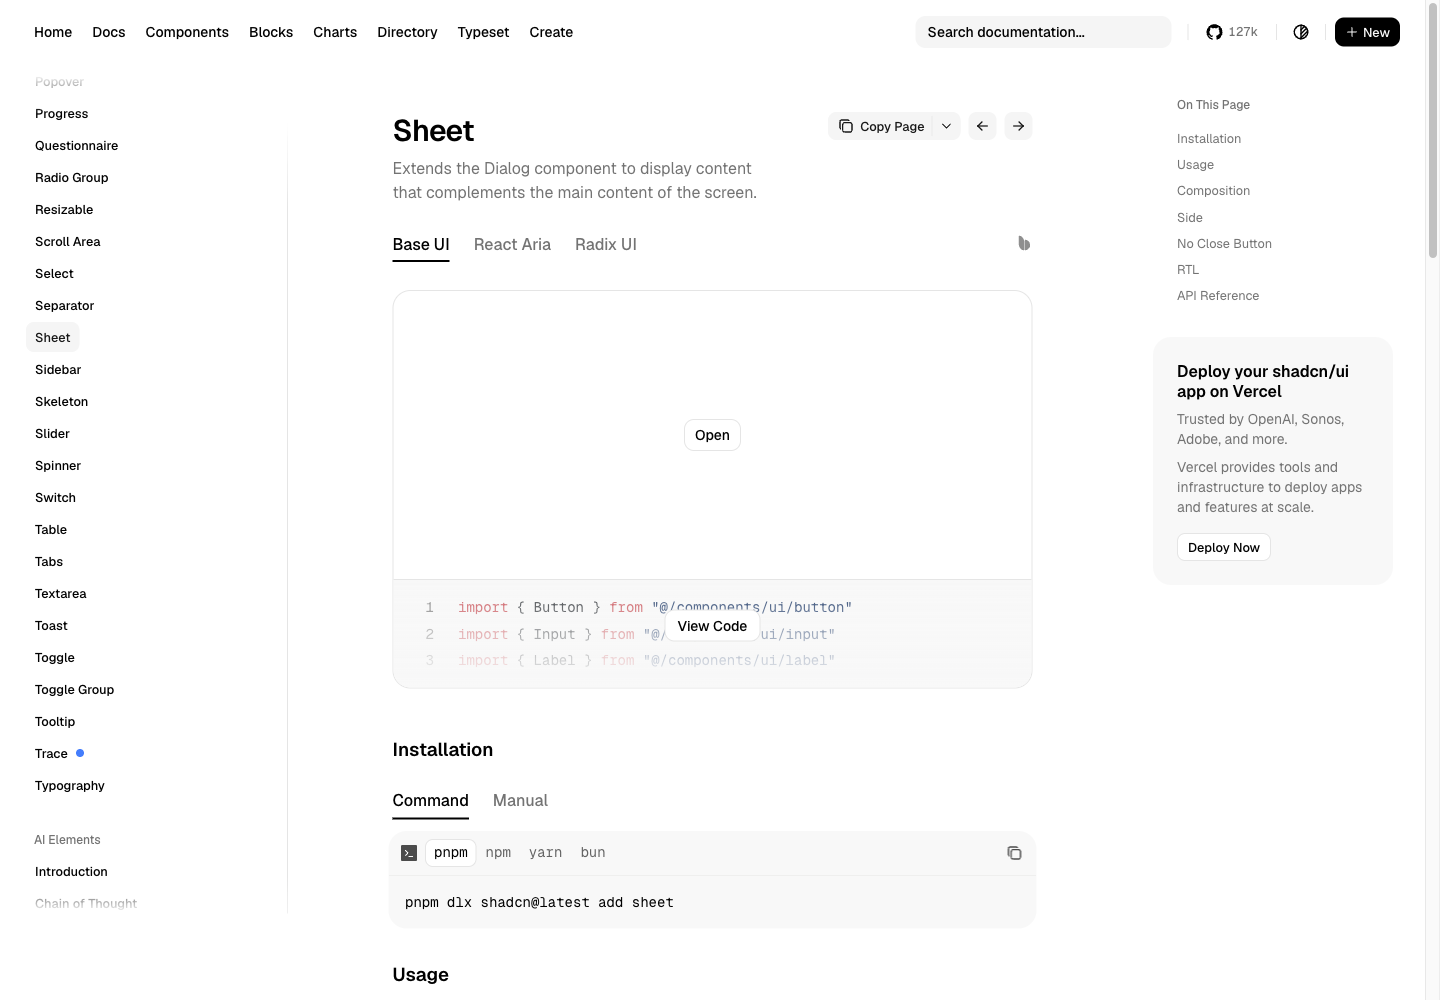 Home Docs Components Blocks Charts Directory Typeset Create
Search documentation...
127k
New
Popover
Progress
Questionnaire
Radio Group
Resizable
Scroll Area
Select
Separator
Sheet
Sidebar
Skeleton
Slider
Spinner
Switch
Table
Tabs
Textarea
Toast
Toggle
Toggle Group
Tooltip
Trace
Typography
AI Elements
Introduction
Chain of Thought
Sheet
Copy Page
Extends the Dialog component to display content
that complements the main content of the screen.
Base UI React Aria Radix UI
Open
1 import { Button } from "@/components/ui/button"
View Code
2 import { Input } from "@/ ui/input"
3 import { Label } from "@/components/ui/label"
Installation
Command Manual
pnpm npm yarn bun
pnpm dlx shadcn@latest add sheet
Usage
On This Page
Installation
Usage
Composition
Side
No Close Button
RTL
API Reference
Deploy your shadcn/ui
app on Vercel
Trusted by OpenAI, Sonos,
Adobe, and more.
Vercel provides tools and
infrastructure to deploy apps
and features at scale.
Deploy Now